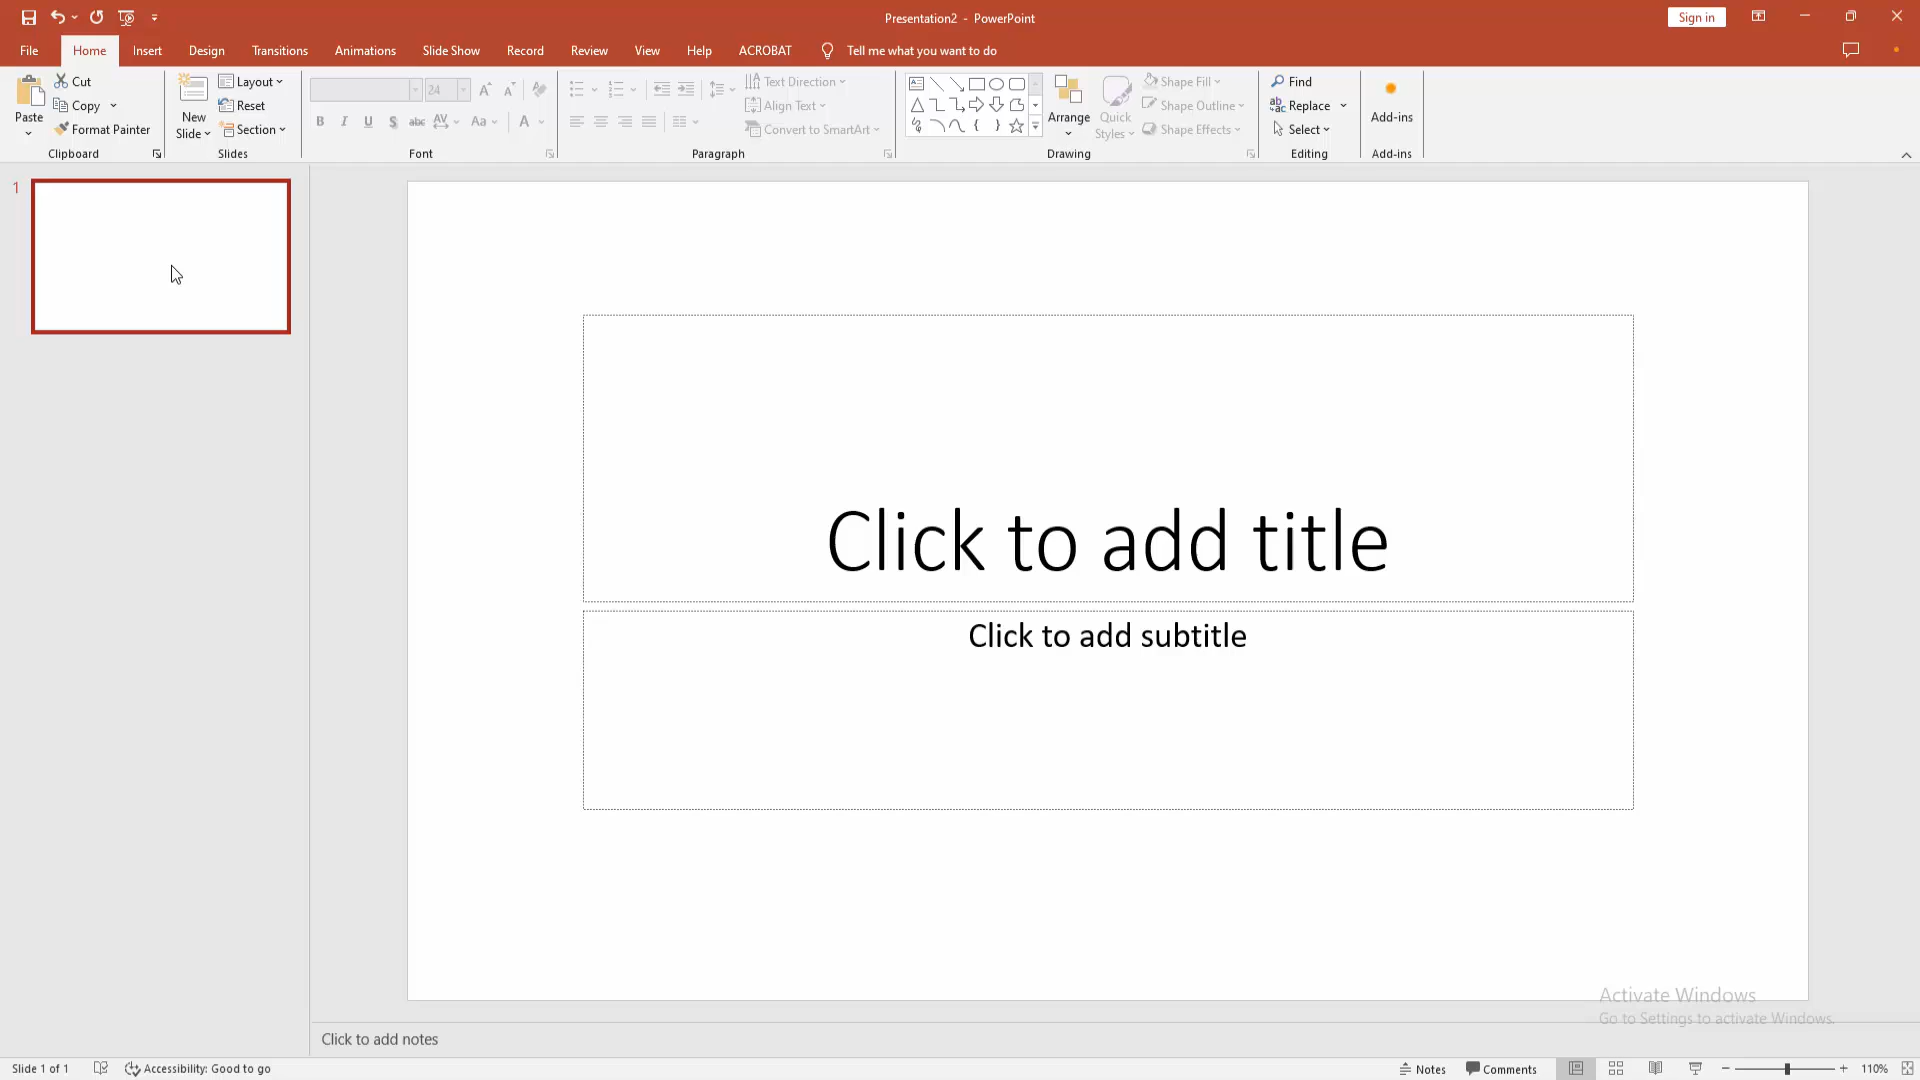 Presentation2 - PowerPoint
Sign in
File Home Insert Design Transitions Animations Slide Show Record Review View Help ACROBAT Tell me what you want to do
Paste
Cut
Copy
Format Painter
Clipboard
New
Slide
Layout
Reset
Section
Slides
24
B I U S abc AV Aa A
Font
Text Direction
Align Text
Convert to SmartArt
Paragraph
Arrange
Quick
Styles
Shape Fill
Shape Outline
Shape Effects
Drawing
Find
Replace
Select
Editing
Add-ins
Add-ins
1
Click to add title
Click to add subtitle
Activate Windows
Go to Settings to activate Windows.
Click to add notes
Slide 1 of 1
Accessibility: Good to go
Notes
Comments
110%